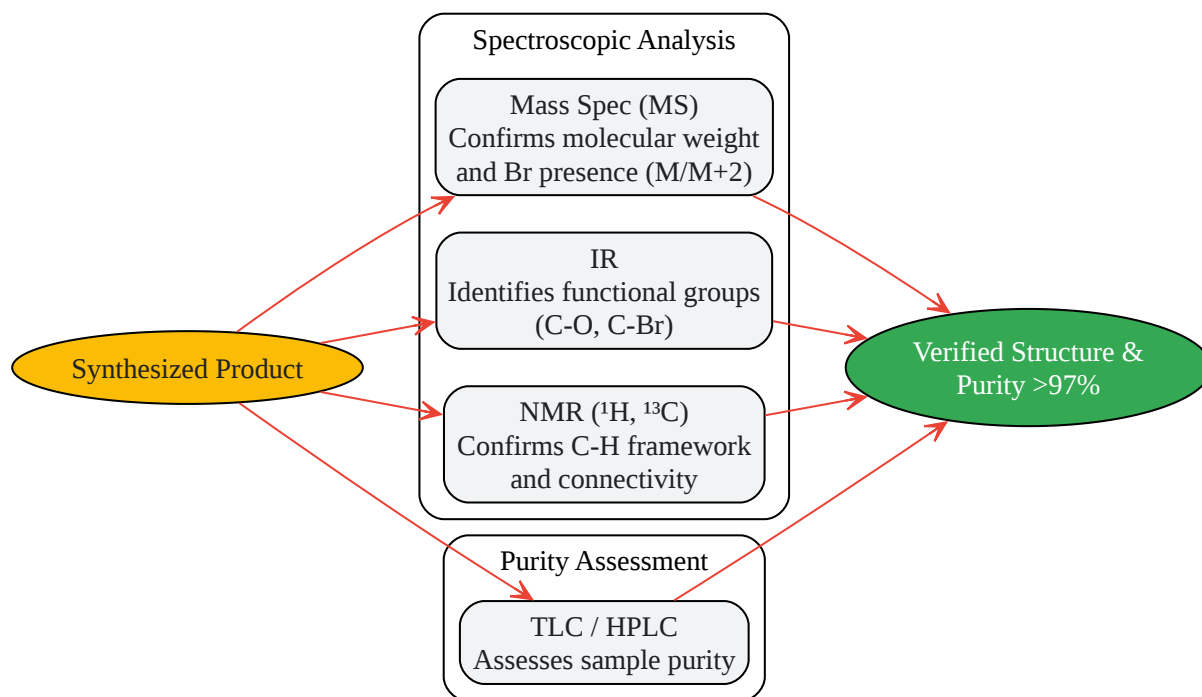 Spectroscopic Analysis
Mass Spec (MS)
Confirms molecular weight
and Br presence (M/M+2)
IR
Identifies functional groups
(C-O, C-Br)
Synthesized Product
Verified Structure &
Purity >97%
NMR (¹H, ¹³C)
Confirms C-H framework
and connectivity
Purity Assessment
TLC / HPLC
Assesses sample purity